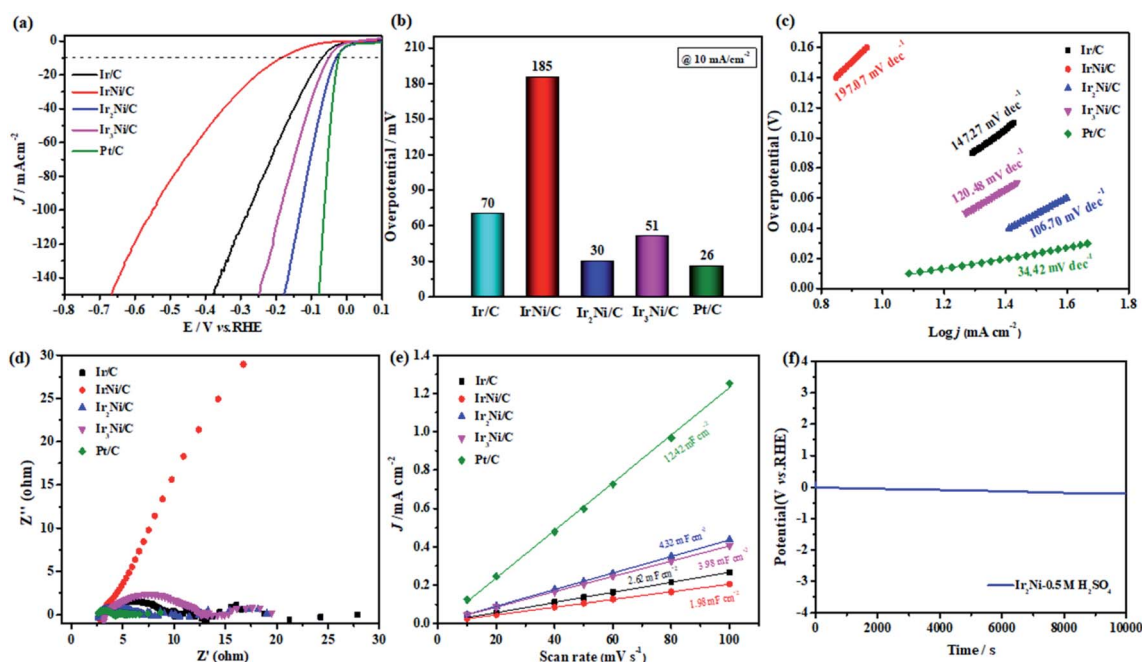 (a)
0
-20
-40
-60
-80
-100
-120
-140
J / mAcm⁻²
Ir/C
IrNi/C
Ir₂Ni/C
Ir₃Ni/C
Pt/C
-0.8 -0.7 -0.6 -0.5 -0.4 -0.3 -0.2 -0.1 0.0 0.1
E / V vs.RHE
(b)
210
180
150
120
90
60
30
0
Overpotential / mV
@ 10 mA/cm⁻²
70
185
30
51
26
Ir/C IrNi/C Ir₂Ni/C Ir₃Ni/C Pt/C
(c)
0.16
0.14
0.12
0.10
0.08
0.06
0.04
0.02
0.00
Overpotential (V)
197.07 mV dec⁻¹
147.27 mV dec⁻¹
120.48 mV dec⁻¹
106.70 mV dec⁻¹
34.42 mV dec⁻¹
Ir/C
IrNi/C
Ir₂Ni/C
Ir₃Ni/C
Pt/C
0.8 1.0 1.2 1.4 1.6 1.8
Log j (mA cm⁻²)
(d)
30
25
20
15
10
5
0
Z'' (ohm)
Ir/C
IrNi/C
Ir₂Ni/C
Ir₃Ni/C
Pt/C
0 5 10 15 20 25 30
Z' (ohm)
(e)
1.4
1.2
1.0
0.8
0.6
0.4
0.2
0.0
J / mA cm⁻²
Ir/C
IrNi/C
Ir₂Ni/C
Ir₃Ni/C
Pt/C
12.42 mF cm⁻²
4.32 mF cm⁻²
3.98 mF cm⁻²
2.62 mF cm⁻²
1.98 mF cm⁻²
0 20 40 60 80 100
Scan rate (mV s⁻¹)
(f)
3
2
1
0
-1
-2
-3
-4
Potential(V vs.RHE)
Ir₂Ni-0.5 M H₂SO₄
0 2000 4000 6000 8000 10000
Time / s